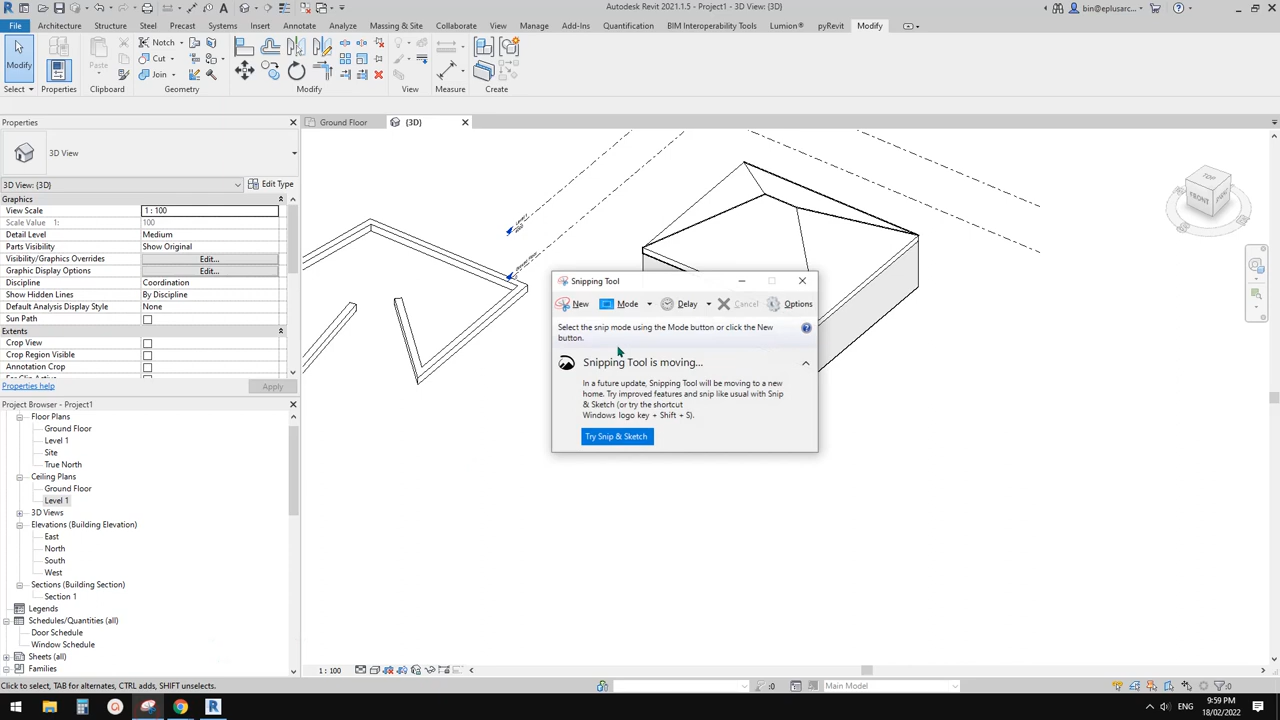 Autodesk Revit 2021.1.5 - Project1 - 3D View: {3D}
bin@eplusarc...
File Architecture Structure Steel Precast Systems Insert Annotate Analyze Massing & Site Collaborate View Manage Add-Ins Quantification BIM Interoperability Tools Lumion® pyRevit Modify
Modify
Paste
Notch
Cut
Join
Select Properties Clipboard Geometry Modify View Measure Create
Properties
Ground Floor
{3D}
3D View
3D View: {3D}
Edit Type
Graphics
View Scale 1 : 100
Scale Value 1: 100
Detail Level Medium
Parts Visibility Show Original
Visibility/Graphics Overrides Edit...
Graphic Display Options Edit...
Discipline Coordination
Show Hidden Lines By Discipline
Default Analysis Display Style None
Sun Path
Extents
Crop View
Crop Region Visible
Annotation Crop
Properties help
Apply
Project Browser - Project1
Floor Plans
Ground Floor
Level 1
Site
True North
Ceiling Plans
Ground Floor
Level 1
3D Views
Elevations (Building Elevation)
East
North
South
West
Sections (Building Section)
Section 1
Legends
Schedules/Quantities (all)
Door Schedule
Window Schedule
Sheets (all)
Families
TOP
FRONT
Snipping Tool
New Mode Delay Cancel Options
Select the snip mode using the Mode button or click the New
button.
Snipping Tool is moving...
In a future update, Snipping Tool will be moving to a new
home. Try improved features and snip like usual with Snip
& Sketch (or try the shortcut
Windows logo key + Shift + S).
Try Snip & Sketch
1 : 100
Click to select, TAB for alternates, CTRL adds, SHIFT unselects.
:0
Main Model
:0
9:59 PM
18/02/2022